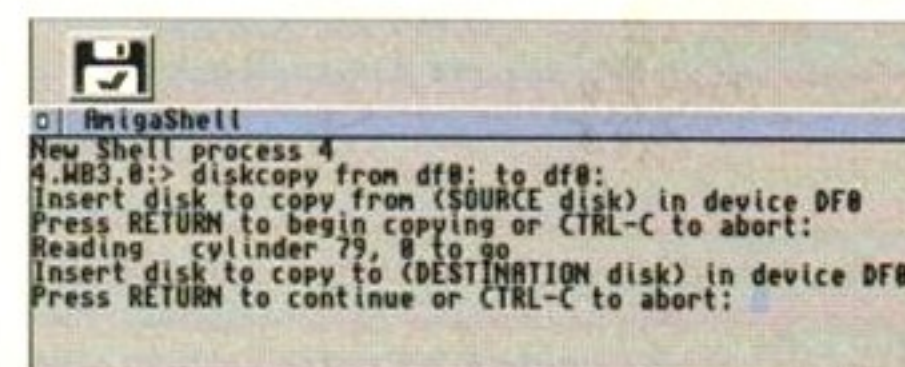 AmigaShell
New Shell process 4
4.WB3.0:> diskcopy from df0: to df0:
Insert disk to copy from (SOURCE disk) in device DF0
Press RETURN to begin copying or CTRL-C to abort:
Reading cylinder 79, 0 to go
Insert disk to copy to (DESTINATION disk) in device DF0
Press RETURN to continue or CTRL-C to abort: